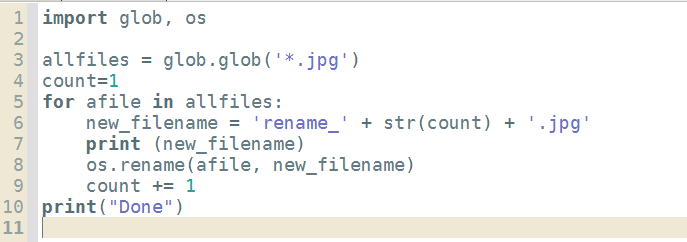 1 import glob, os
2
3 allfiles = glob.glob('*.jpg')
4 count=1
5 for afile in allfiles:
6     new_filename = 'rename_' + str(count) + '.jpg'
7     print (new_filename)
8     os.rename(afile, new_filename)
9     count += 1
10 print("Done")
11